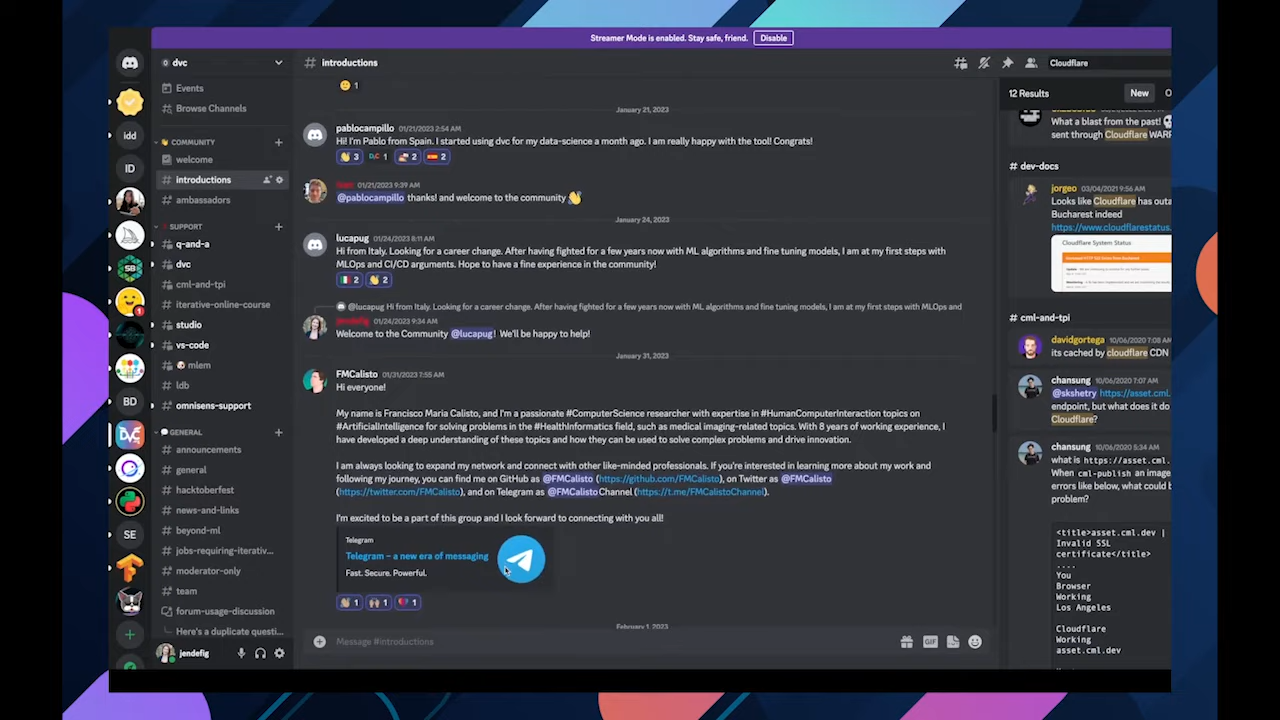 Streamer Mode is enabled. Stay safe, friend. Disable
dvc
Events
Browse Channels
COMMUNITY
welcome
introductions
ambassadors
SUPPORT
q-and-a
dvc
cml-and-tpi
iterative-online-course
studio
vs-code
mlem
ldb
omnisens-support
GENERAL
announcements
general
hacktoberfest
news-and-links
beyond-ml
jobs-requiring-iterativ...
moderator-only
team
forum-usage-discussion
Here's a duplicate questi...
jendefig
idd
ID
SB
1
BD
DVC
SE
# introductions
1
January 21, 2023
pablocampillo 01/21/2023 2:54 AM
Hi! I'm Pablo from Spain. I started using dvc for my data-science a month ago. I am really happy with the tool! Congrats!
3 DVC 1 2 2
01/21/2023 9:39 AM
@pablocampillo thanks! and welcome to the community
January 24, 2023
lucapug 01/24/2023 8:11 AM
Hi from Italy. Looking for a career change. After having fighted for a few years now with ML algorithms and fine tuning models, I am at my first steps with
MLOps and CI/CD arguments. Hope to have a fine experience in the community!
2 2
@lucapug Hi from Italy. Looking for a career change. After having fighted for a few years now with ML algorithms and fine tuning models, I am at my first steps with MLOps and
jendefig 01/24/2023 9:34 AM
Welcome to the Community @lucapug! We'll be happy to help!
January 31, 2023
FMCalisto 01/31/2023 7:55 AM
Hi everyone!
My name is Francisco Maria Calisto, and I'm a passionate #ComputerScience researcher with expertise in #HumanComputerInteraction topics on
#ArtificialIntelligence for solving problems in the #HealthInformatics field, such as medical imaging-related topics. With 8 years of working experience, I
have developed a deep understanding of these topics and how they can be used to solve complex problems and drive innovation.
I am always looking to expand my network and connect with other like-minded professionals. If you're interested in learning more about my work and
following my journey, you can find me on GitHub as @FMCalisto (https://github.com/FMCalisto), on Twitter as @FMCalisto
(https://twitter.com/FMCalisto), and on Telegram as @FMCalistoChannel (https://t.me/FMCalistoChannel).
I'm excited to be a part of this group and I look forward to connecting with you all!
Telegram
Telegram – a new era of messaging
Fast. Secure. Powerful.
1 1 1
February 1, 2023
Message #introductions
GIF
Cloudflare
12 Results
New
O
What a blast from the past!
sent through Cloudflare WARP
# dev-docs
jorgeo 03/04/2021 9:56 AM
Looks like Cloudflare has outa
Bucharest indeed
https://www.cloudflarestatus.
Cloudflare System Status
# cml-and-tpi
davidgortega 10/06/2020 7:08 AM
its cached by cloudflare CDN
chansung 10/06/2020 7:07 AM
@skshetry https://asset.cml.
endpoint, but what does it do
Cloudflare?
chansung 10/06/2020 5:34 AM
what is https://asset.cml.
When cml-publish an image
errors like below, what could b
problem?
<title>asset.cml.dev |
Invalid SSL
certificate</title>
....
You
Browser
Working
Los Angeles
Cloudflare
Working
asset.cml.dev